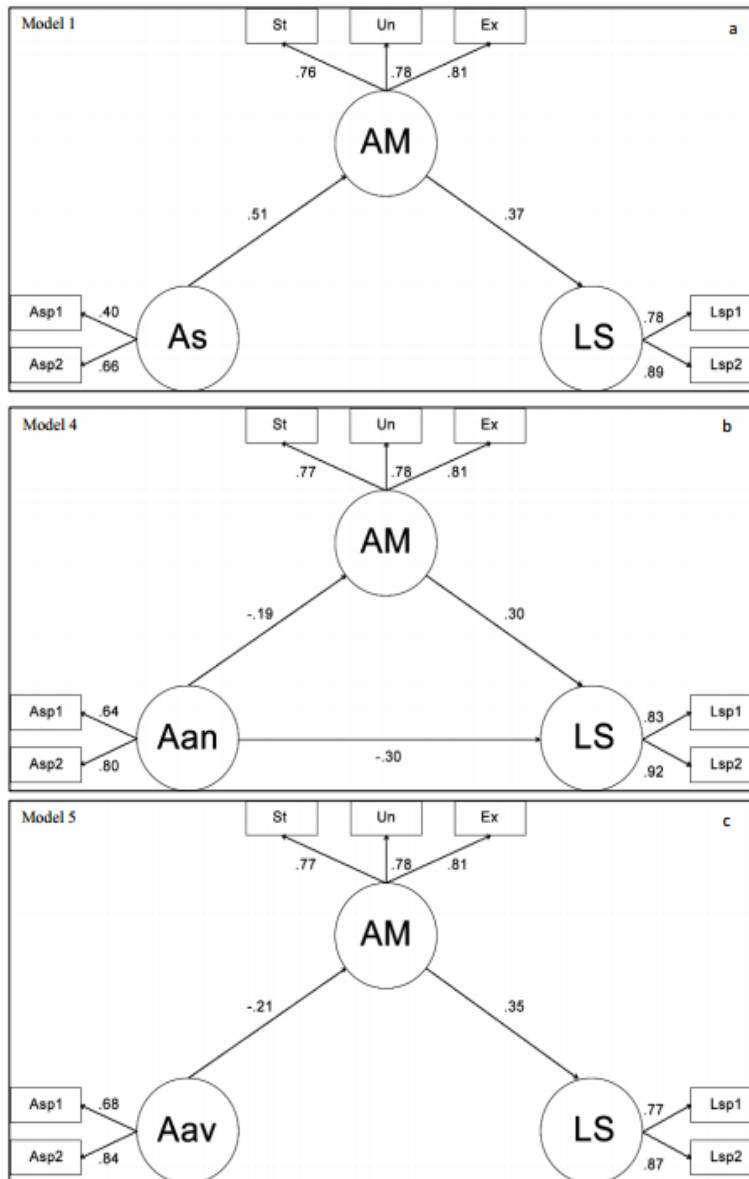 Model 1
a
St Un Ex
.76 .78 .81
AM
.51 .37
Asp1 .40 As LS .78 Lsp1
Asp2 .66 .89 Lsp2
Model 4
b
St Un Ex
.77 .78 .81
AM
-.19 .30
Asp1 .64 Aan LS .83 Lsp1
Asp2 .80 -.30 .92 Lsp2
Model 5
c
St Un Ex
.77 .78 .81
AM
-.21 .35
Asp1 .68 Aav LS .77 Lsp1
Asp2 .84 .87 Lsp2